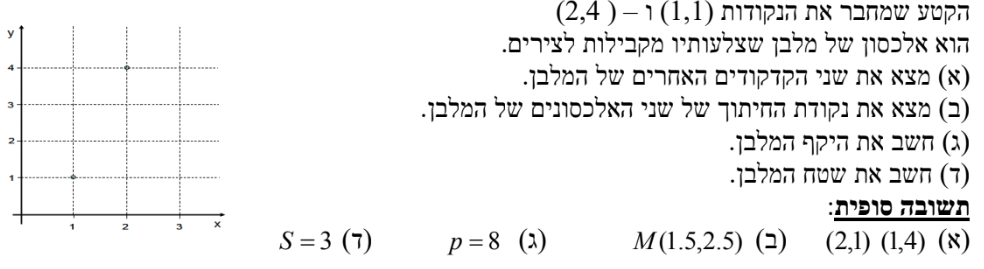 הקטע שמחבר את הנקודות (1,1) ו – (2,4)
הוא אלכסון של מלבן שצלעותיו מקבילות לצירים.
(א) מצא את שני הקדקודים האחרים של המלבן.
(ב) מצא את נקודת החיתוך של שני האלכסונים של המלבן.
(ג) חשב את היקף המלבן.
(ד) חשב את שטח המלבן.
תשובה סופית:
(א) (1,4) (2,1) (ב) M(1.5,2.5) (ג) p = 8 (ד) S = 3
y
4
3
2
1
1 2 3 x